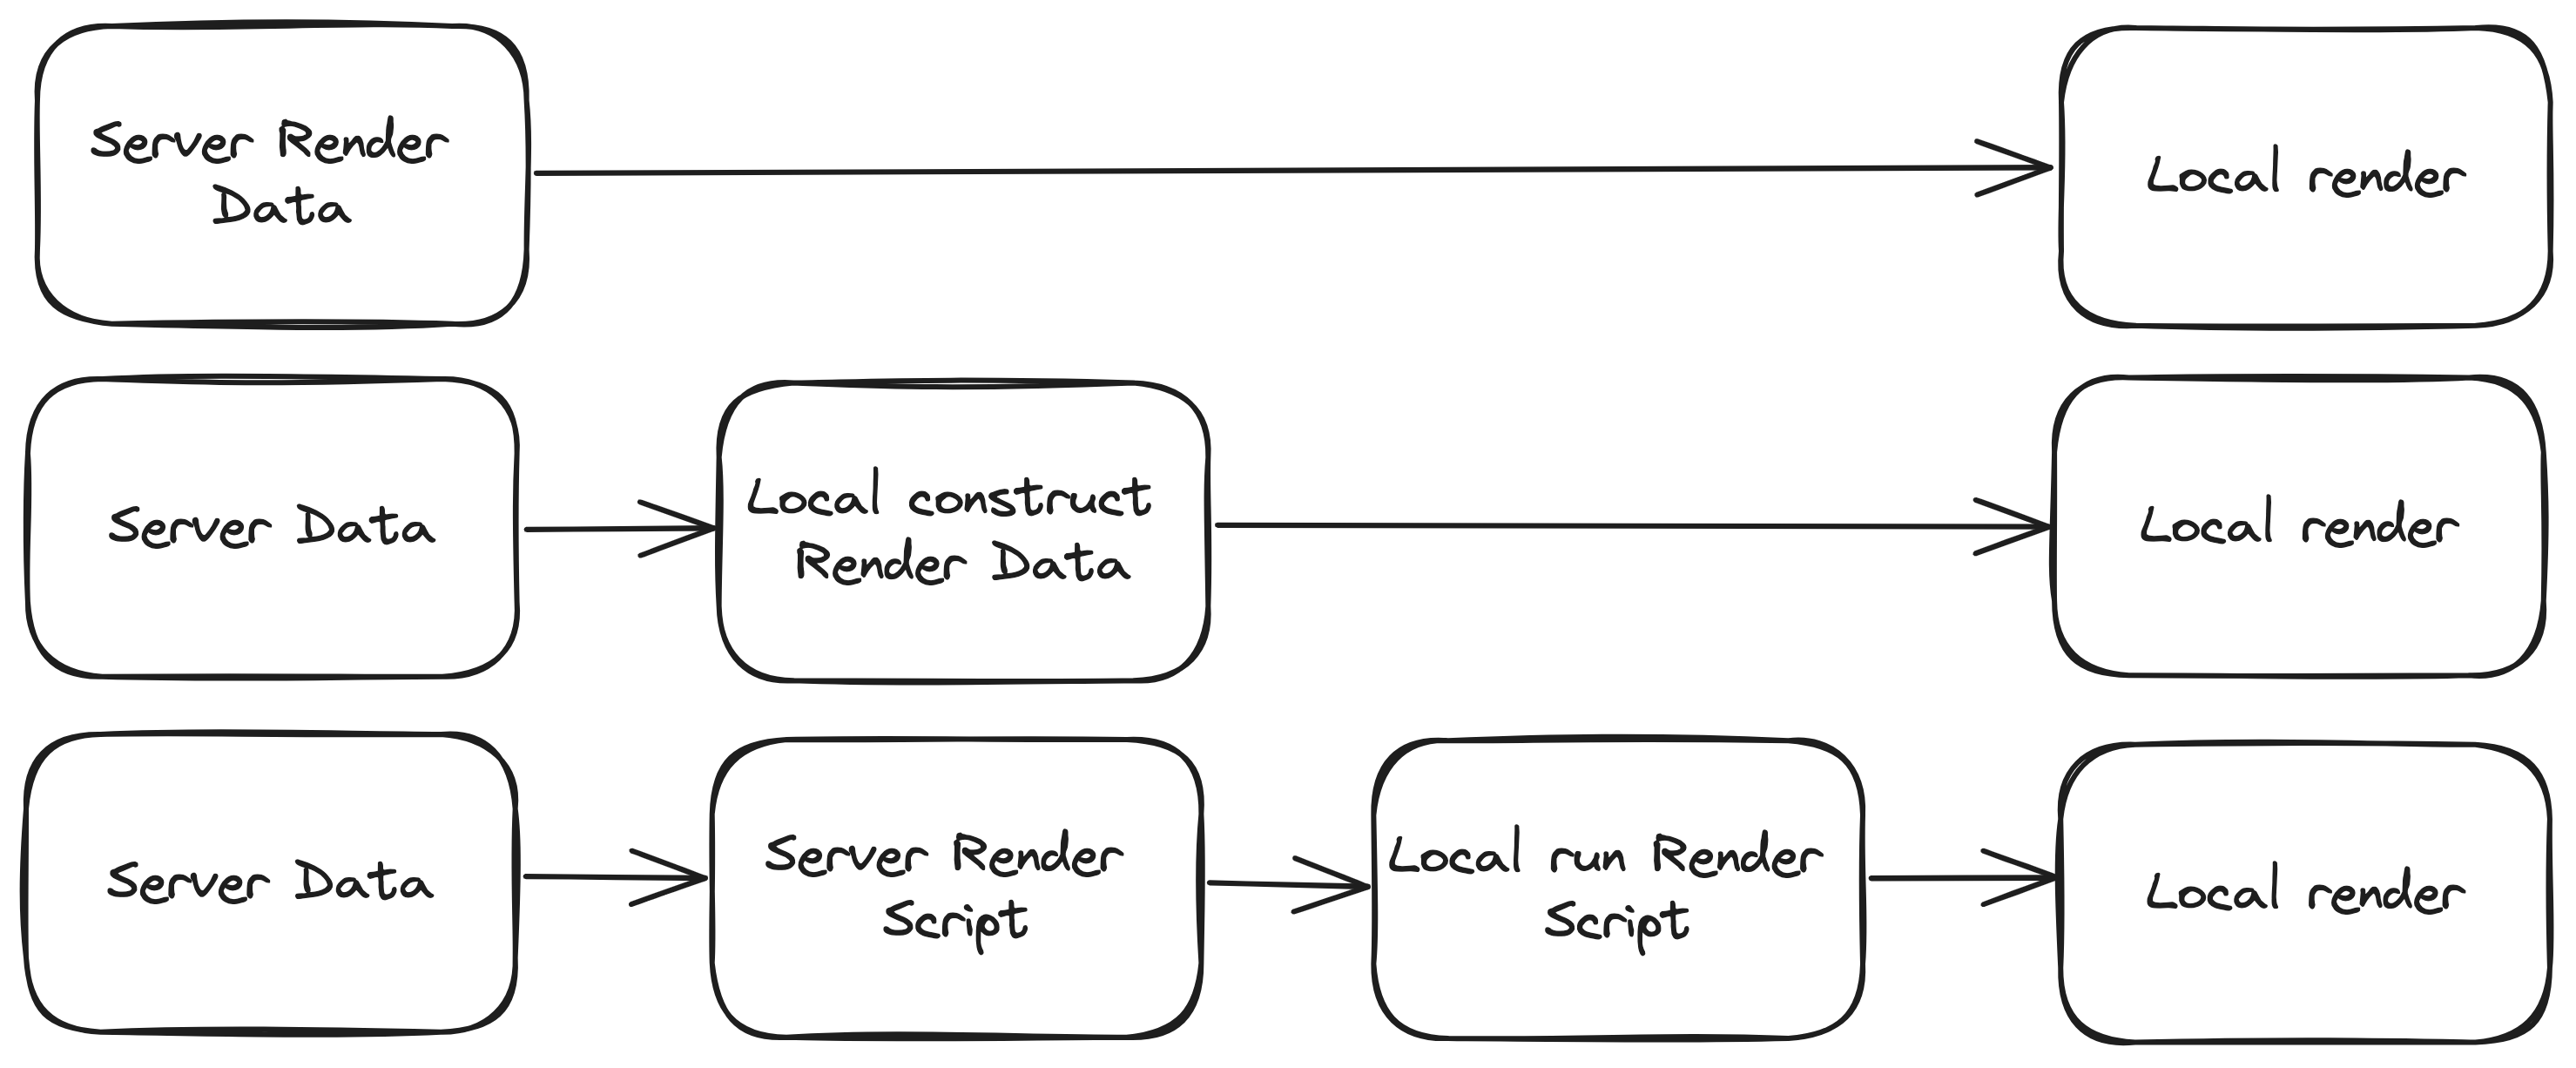 Server Render
Data
Local render
Server Data
Local construct
Render Data
Local render
Server Data
Server Render
Script
Local run Render
Script
Local render